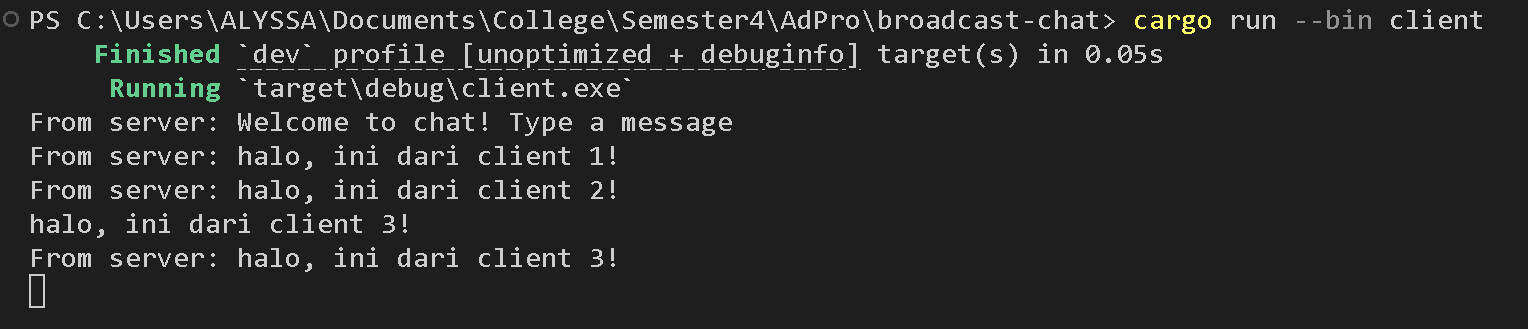 PS C:\Users\ALYSSA\Documents\College\Semester4\AdPro\broadcast-chat> cargo run --bin client
Finished `dev` profile [unoptimized + debuginfo] target(s) in 0.05s
Running `target\debug\client.exe`
From server: Welcome to chat! Type a message
From server: halo, ini dari client 1!
From server: halo, ini dari client 2!
halo, ini dari client 3!
From server: halo, ini dari client 3!